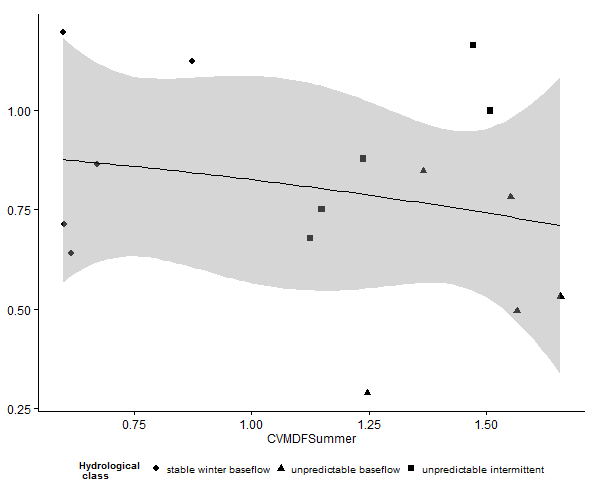 1.00
0.75
0.50
0.25
0.75 1.00 1.25 1.50
CVMDFSummer
Hydrological
class
stable winter baseflow unpredictable baseflow unpredictable intermittent